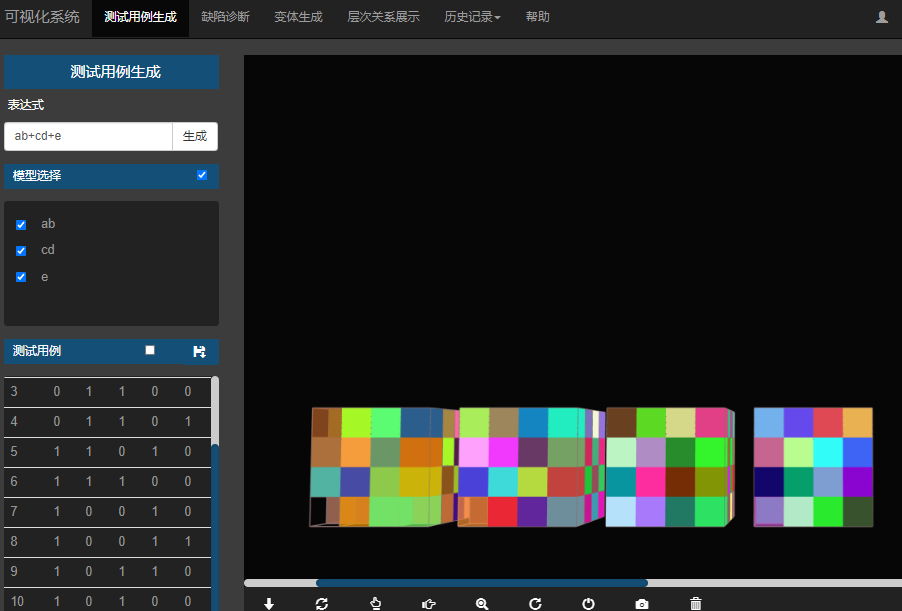 可视化系统 测试用例生成 缺陷诊断 变体生成 层次关系展示 历史记录 帮助
测试用例生成
表达式
ab+cd+e 生成
模型选择
ab
cd
e
测试用例
3 0 1 1 0 0
4 0 1 1 0 1
5 1 1 0 1 0
6 1 1 1 0 0
7 1 0 0 1 0
8 1 0 0 1 1
9 1 0 1 1 0
10 1 0 1 0 0